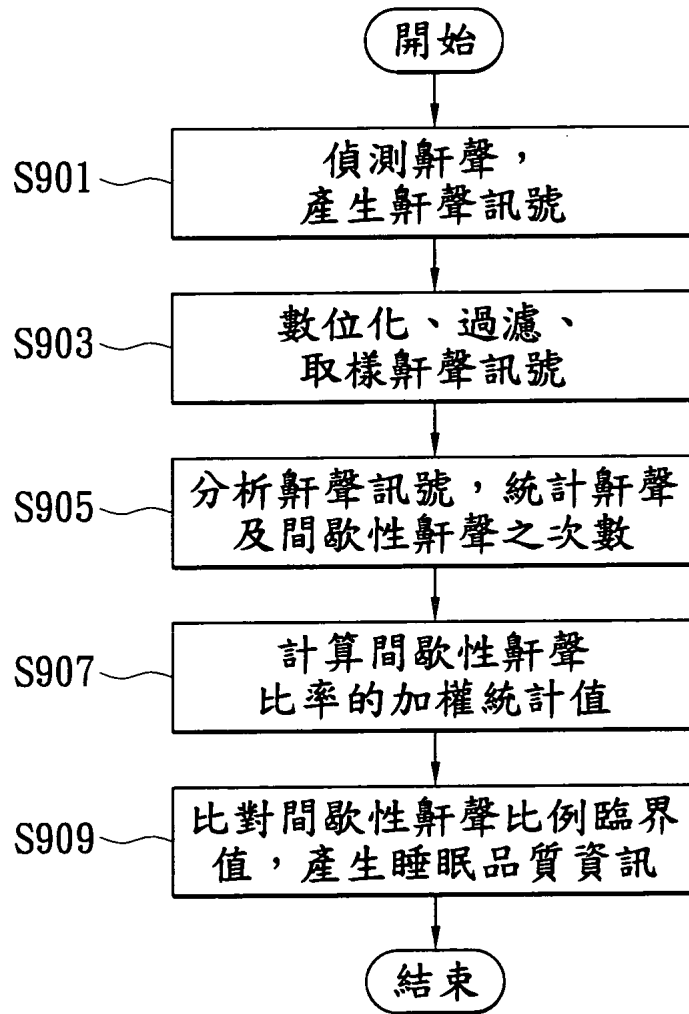 開始
S901
偵測鼾聲，
產生鼾聲訊號
S903
數位化、過濾、
取樣鼾聲訊號
S905
分析鼾聲訊號，統計鼾聲
及間歇性鼾聲之次數
S907
計算間歇性鼾聲
比率的加權統計值
S909
比對間歇性鼾聲比例臨界
值，產生睡眠品質資訊
結束